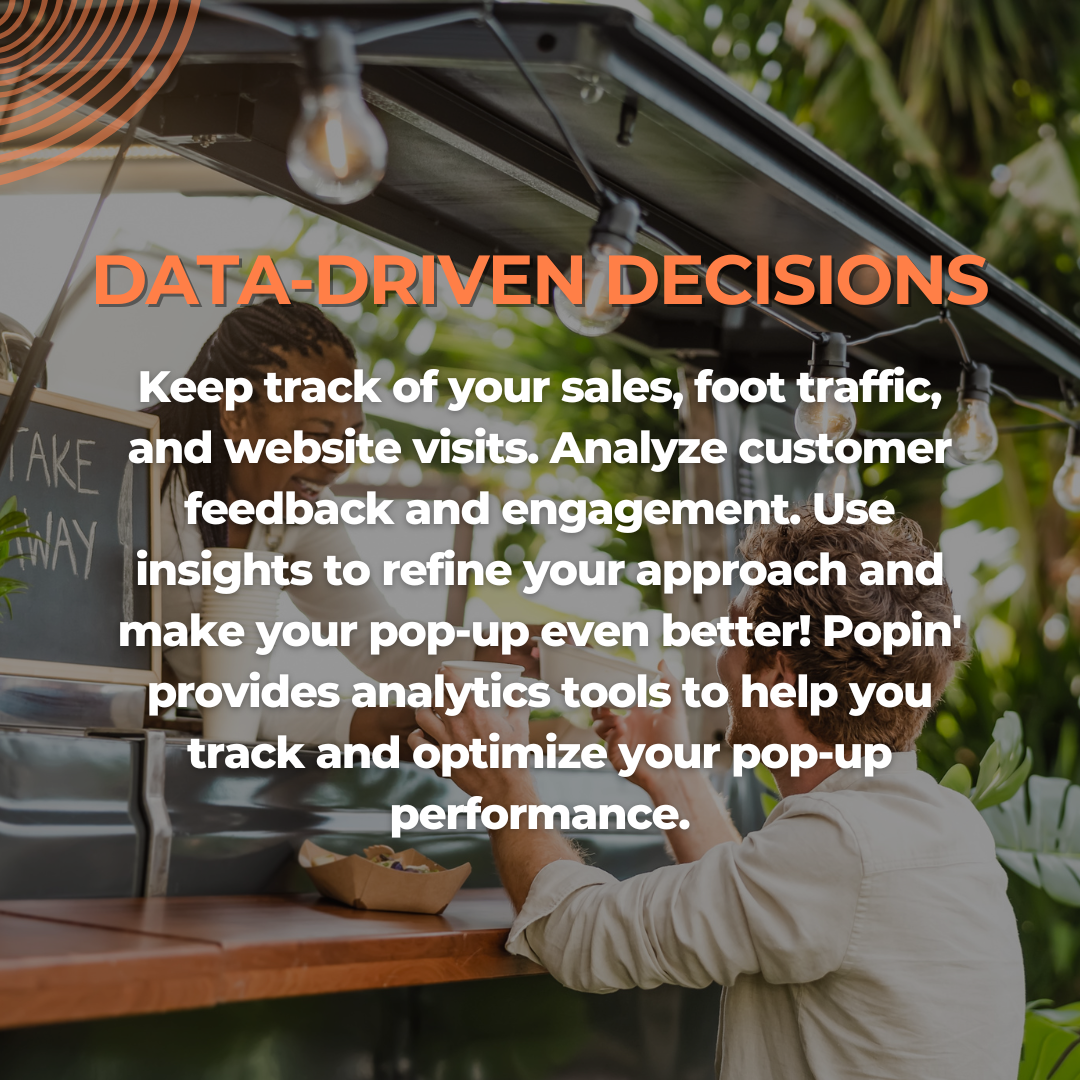 DATA-DRIVEN DECISIONS
Keep track of your sales, foot traffic,
and website visits. Analyze customer
feedback and engagement. Use
insights to refine your approach and
make your pop-up even better! Popin'
provides analytics tools to help you
track and optimize your pop-up
performance.
TAKE
WAY